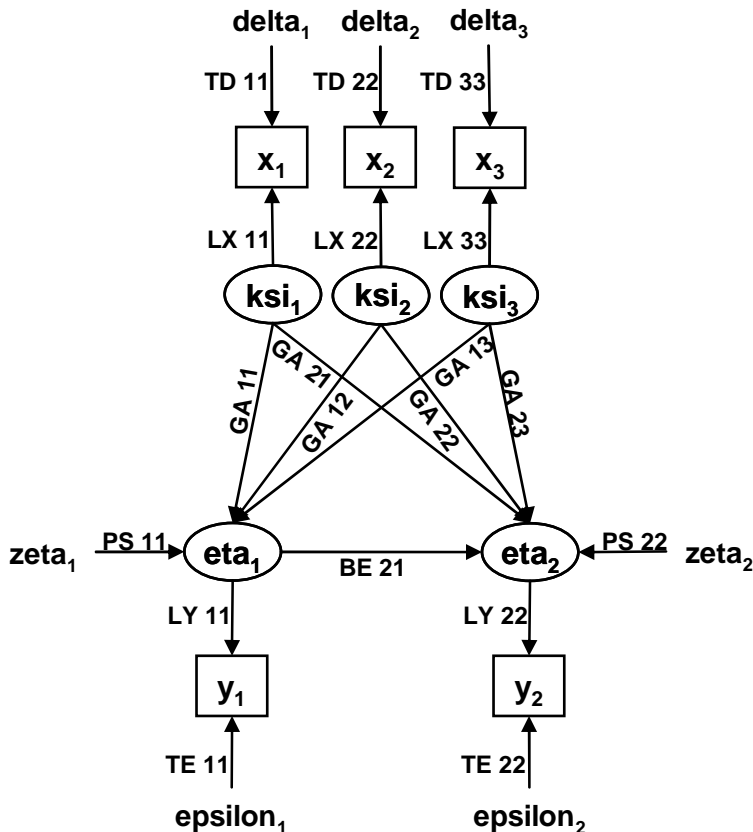 delta₁ delta₂ delta₃
TD 11 TD 22 TD 33
x₁ x₂ x₃
LX 11 LX 22 LX 33
ksi₁ ksi₂ ksi₃
GA 11 GA 21 GA 12 GA 22 GA 13 GA 23
zeta₁ PS 11 eta₁ BE 21 eta₂ PS 22 zeta₂
LY 11 LY 22
y₁ y₂
TE 11 TE 22
epsilon₁ epsilon₂